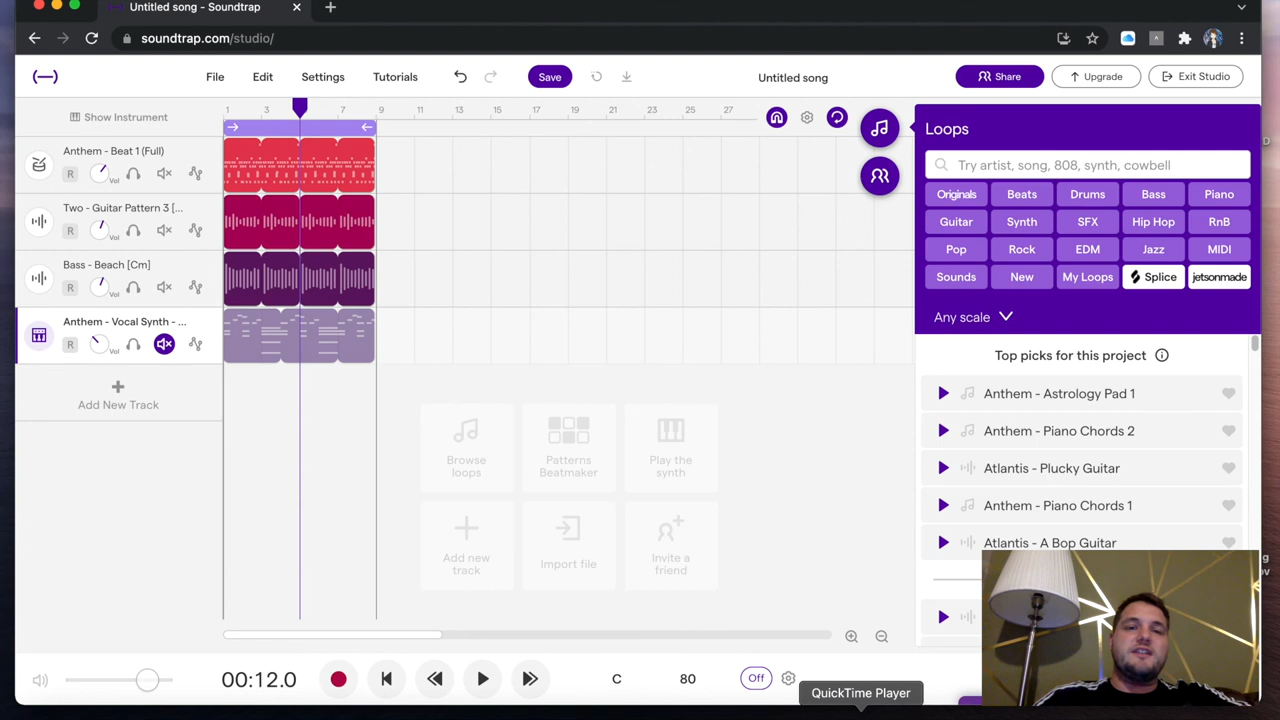 Untitled song
soundtrap.com/studio/
File Edit Settings Tutorials Save Untitled song Share Upgrade Exit Studio
Show Instrument
1 3 7 9 11 13 15 17 19 21 23 25 27
Anthem - Beat 1 (Full)
R Vol
Two - Guitar Pattern 3 [...
R Vol
Bass - Beach [Cm]
R Vol
Anthem - Vocal Synth - ...
R Vol
Add New Track
Browse loops
Patterns Beatmaker
Play the synth
Add new track
Import file
Invite a friend
Loops
Try artist, song, 808, synth, cowbell
Originals Beats Drums Bass Piano
Guitar Synth SFX Hip Hop RnB
Pop Rock EDM Jazz MIDI
Sounds New My Loops Splice jetsonmade
Any scale
Top picks for this project
Anthem - Astrology Pad 1
Anthem - Piano Chords 2
Atlantis - Plucky Guitar
Anthem - Piano Chords 1
Atlantis - A Bop Guitar
00:12.0 C 80 Off
QuickTime Player